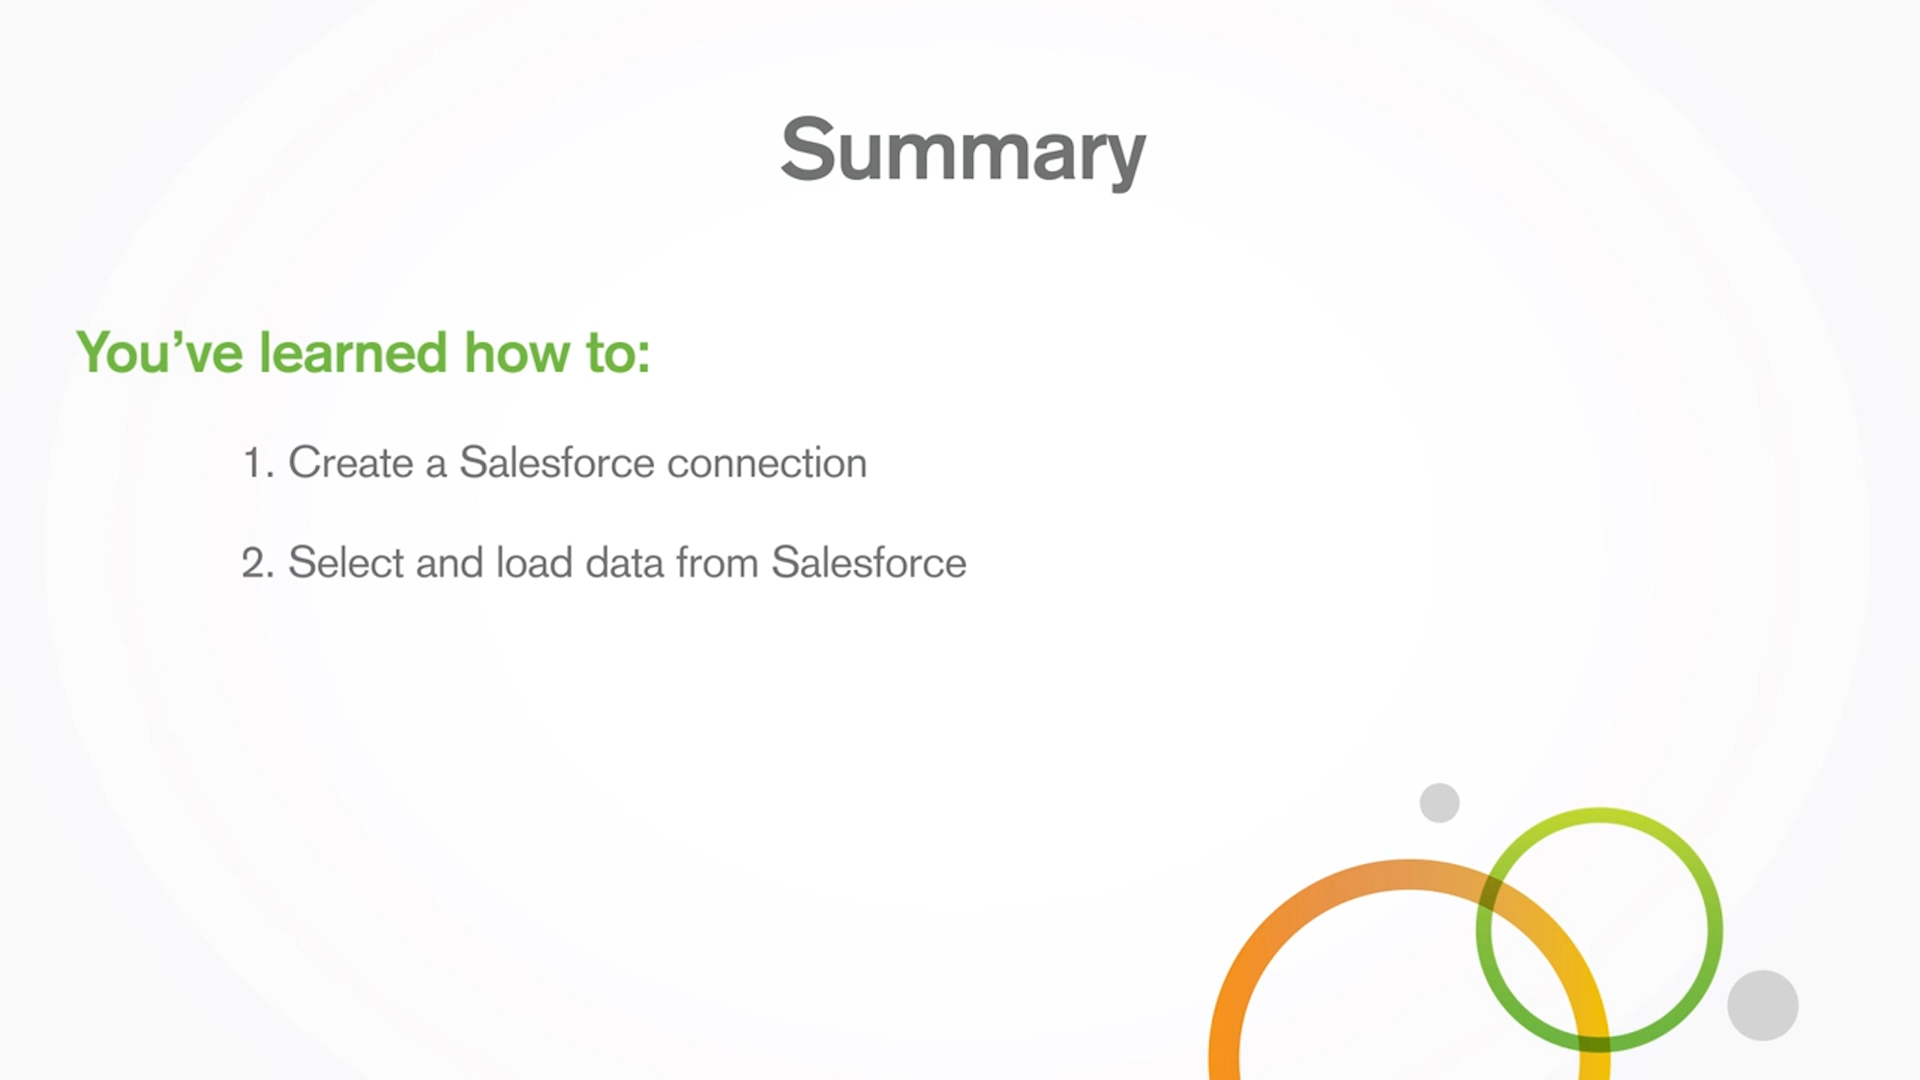 Summary
You’ve learned how to:
1. Create a Salesforce connection
2. Select and load data from Salesforce